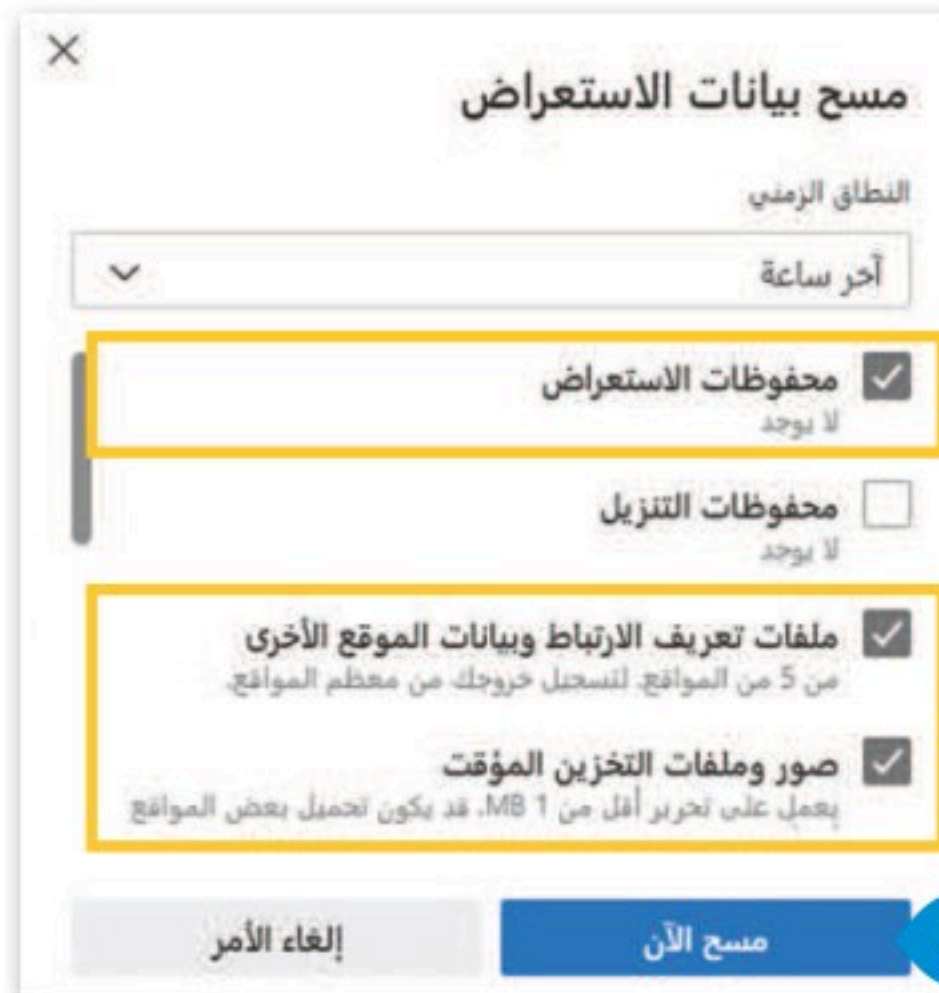 مسح بيانات الاستعراض
النطاق الزمني
آخر ساعة
محفوظات الاستعراض
لا يوجد
محفوظات التنزيل
لا يوجد
ملفات تعريف الارتباط وبيانات الموقع الأخرى
من 5 من المواقع. لتسجيل خروجك من معظم المواقع.
صور وملفات التخزين المؤقت
يعمل على تحرير أقل من 1 MB. قد يكون تحميل بعض المواقع
مسح الآن
إلغاء الأمر